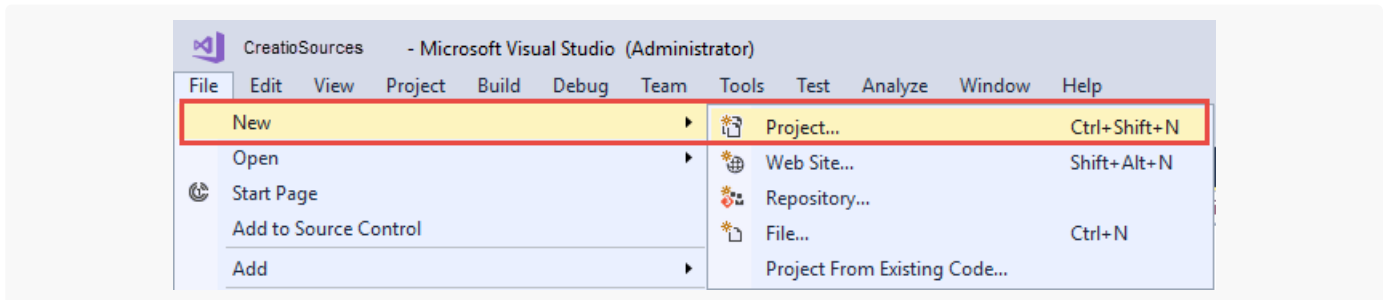 CreatioSources - Microsoft Visual Studio (Administrator)
File Edit View Project Build Debug Team Tools Test Analyze Window Help
New Project... Ctrl+Shift+N
Open Web Site... Shift+Alt+N
Start Page Repository...
Add to Source Control File... Ctrl+N
Add Project From Existing Code...